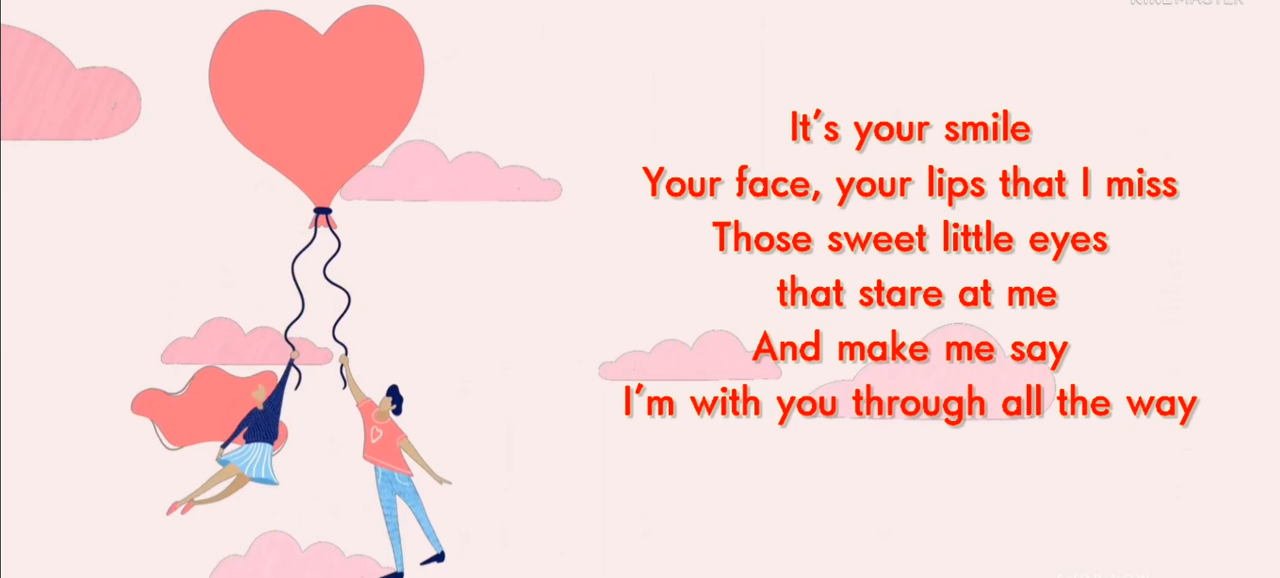 It's your smile
Your face, your lips that I miss
Those sweet little eyes
that stare at me
And make me say
I'm with you through all the way